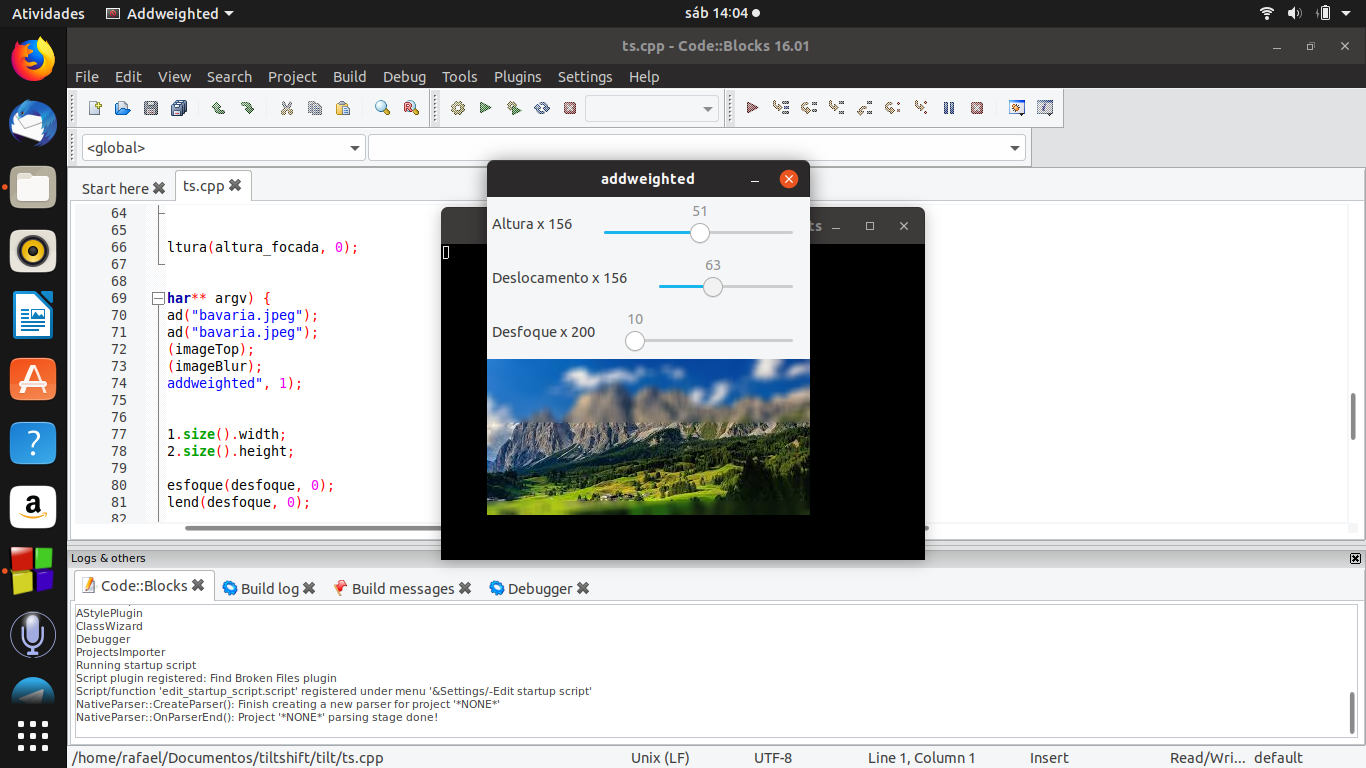 Atividades Addweighted sáb 14:04
ts.cpp - Code::Blocks 16.01
File Edit View Search Project Build Debug Tools Plugins Settings Help
<global>
Start here ts.cpp
addweighted
ts
Altura x 156 51
Deslocamento x 156 63
Desfoque x 200 10
64
65
66 ltura(altura_focada, 0);
67
68
69 har** argv) {
70 ad("bavaria.jpeg");
71 ad("bavaria.jpeg");
72 (imageTop);
73 (imageBlur);
74 addweighted", 1);
75
76
77 1.size().width;
78 2.size().height;
79
80 esfoque(desfoque, 0);
81 lend(desfoque, 0);
82
Logs & others
Code::Blocks Build log Build messages Debugger
AStylePlugin
ClassWizard
Debugger
ProjectsImporter
Running startup script
Script plugin registered: Find Broken Files plugin
Script/function 'edit_startup_script.script' registered under menu '&Settings/-Edit startup script'
NativeParser::CreateParser(): Finish creating a new parser for project '*NONE*'
NativeParser::OnParserEnd(): Project '*NONE*' parsing stage done!
/home/rafael/Documentos/tiltshift/tilt/ts.cpp Unix (LF) UTF-8 Line 1, Column 1 Insert Read/Wri... default